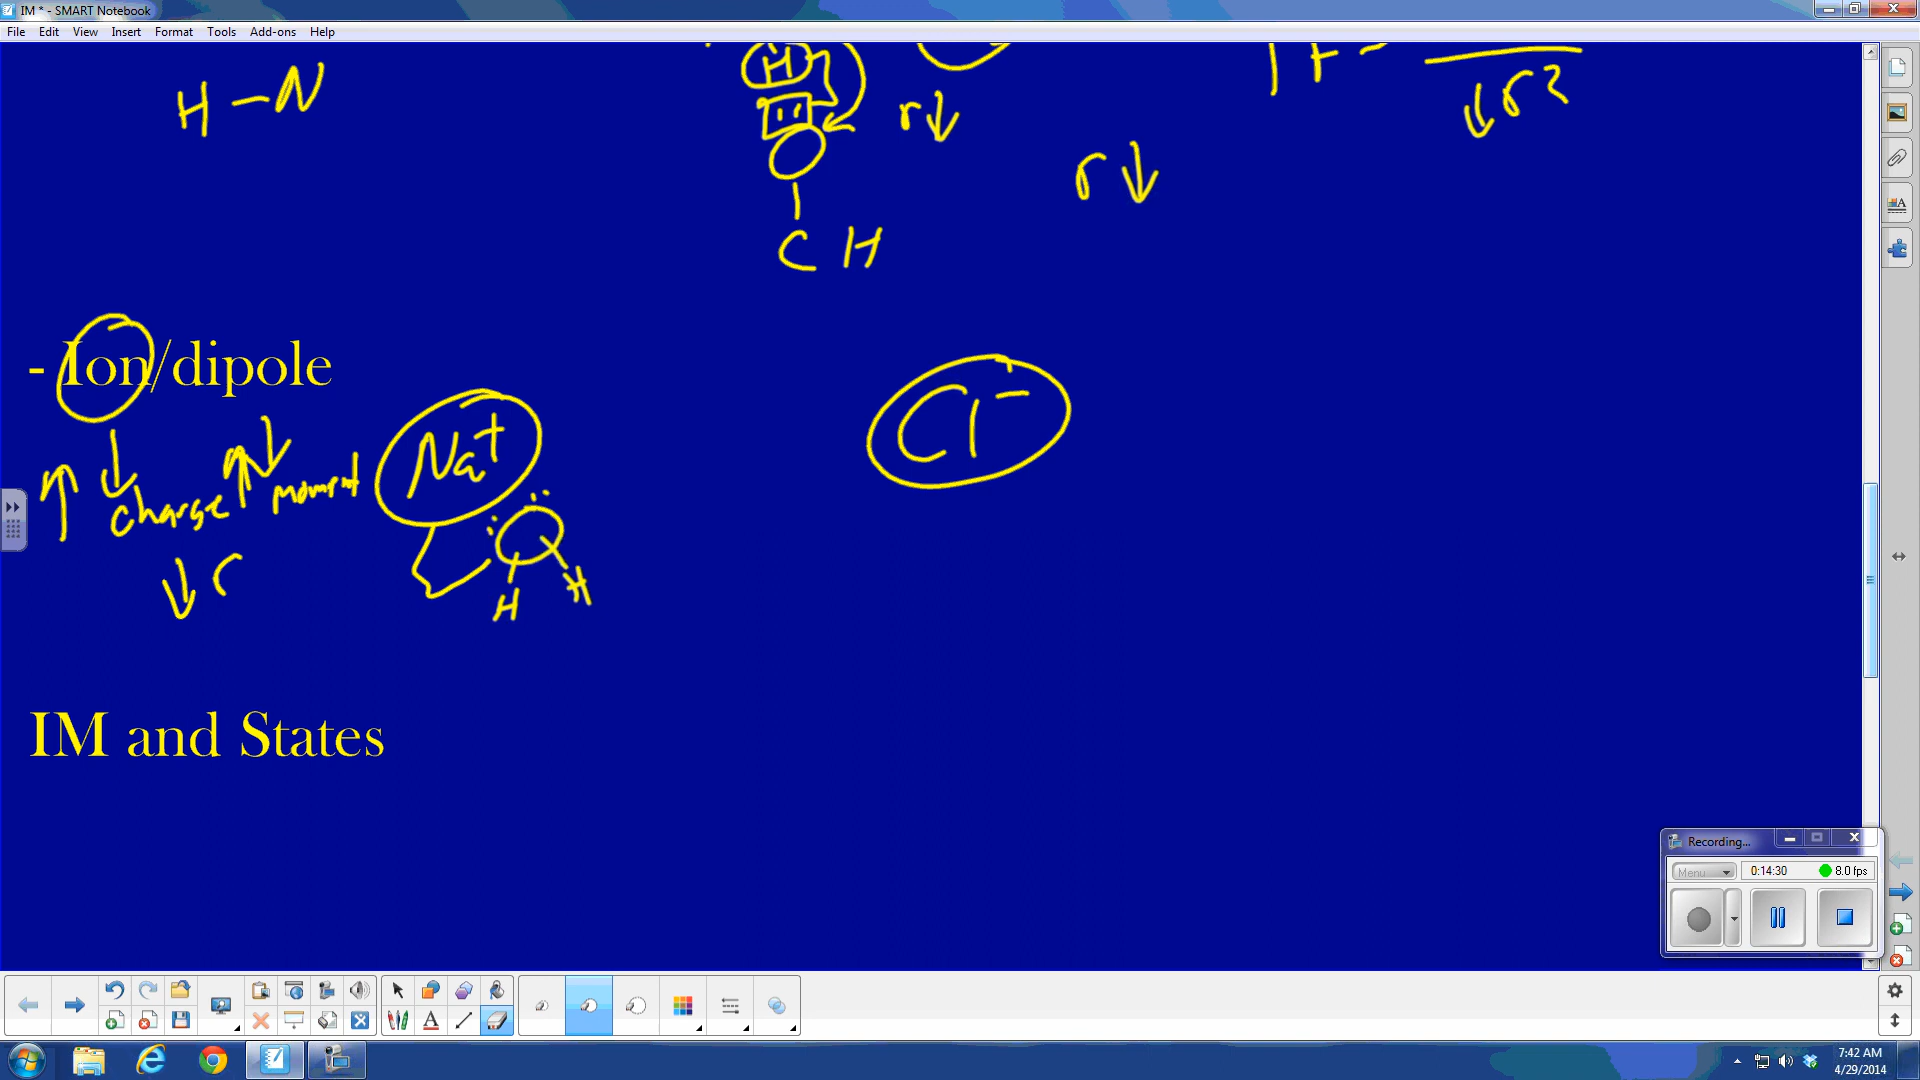 IM * - SMART Notebook
File Edit View Insert Format Tools Add-ons Help
H - N
H
r↓
↓r²
r↓
C H
- Ion/dipole
Na+
Cl-
↑ ↓ charge ↑ ↓ moment
↓ r
H H
IM and States
Recording...
Menu 0:14:30 8.0 fps
7:42 AM
4/29/2014